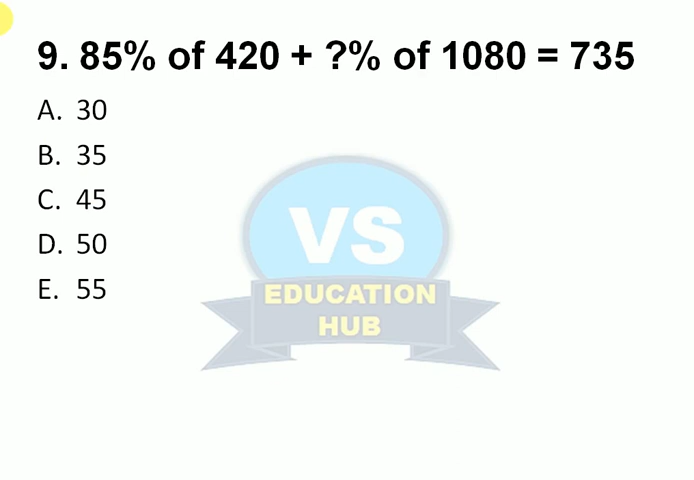 9. 85% of 420 + ?% of 1080 = 735
A. 30
B. 35
C. 45
D. 50
E. 55
VS
EDUCATION
HUB